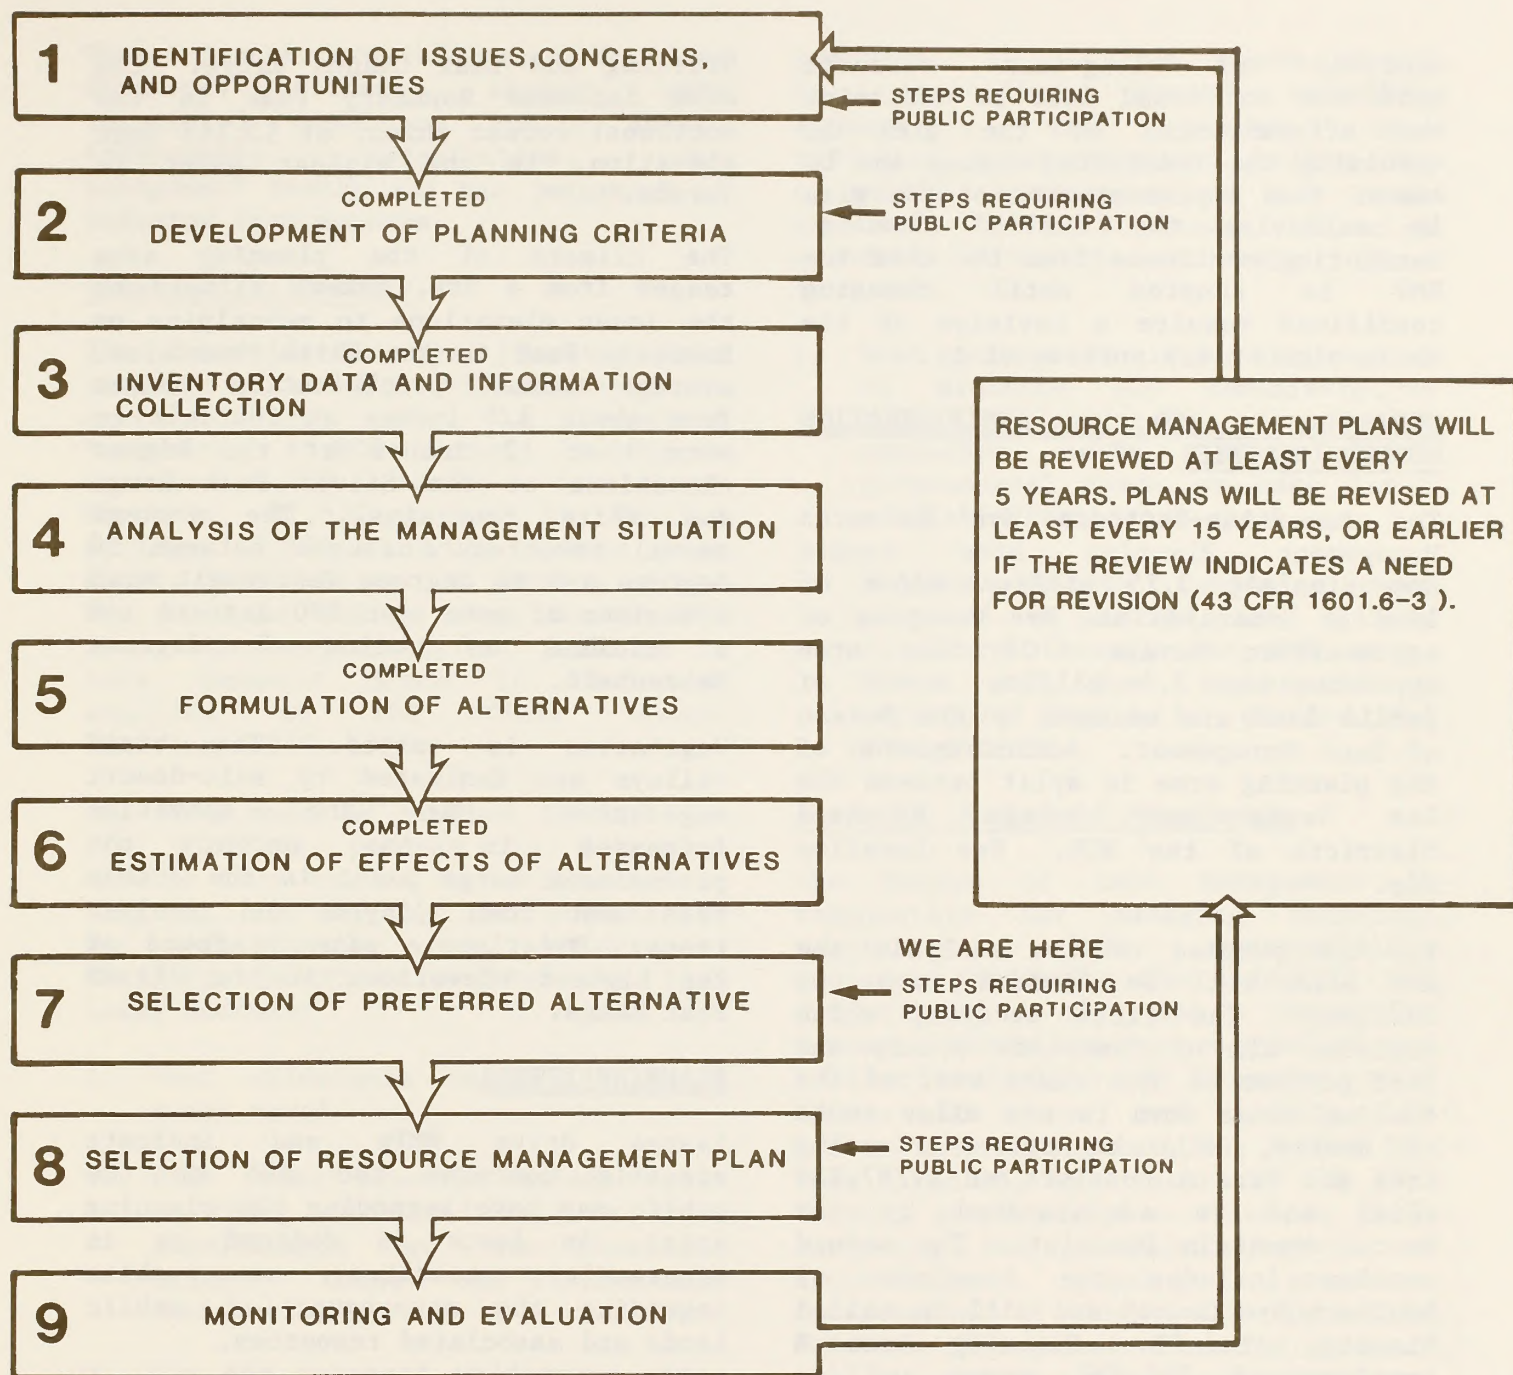 1 IDENTIFICATION OF ISSUES,CONCERNS,
AND OPPORTUNITIES
STEPS REQUIRING
PUBLIC PARTICIPATION
COMPLETED
2 DEVELOPMENT OF PLANNING CRITERIA
STEPS REQUIRING
PUBLIC PARTICIPATION
COMPLETED
3 INVENTORY DATA AND INFORMATION
COLLECTION
4 ANALYSIS OF THE MANAGEMENT SITUATION
COMPLETED
5 FORMULATION OF ALTERNATIVES
COMPLETED
6 ESTIMATION OF EFFECTS OF ALTERNATIVES
WE ARE HERE
7 SELECTION OF PREFERRED ALTERNATIVE
STEPS REQUIRING
PUBLIC PARTICIPATION
8 SELECTION OF RESOURCE MANAGEMENT PLAN
STEPS REQUIRING
PUBLIC PARTICIPATION
9 MONITORING AND EVALUATION
RESOURCE MANAGEMENT PLANS WILL
BE REVIEWED AT LEAST EVERY
5 YEARS. PLANS WILL BE REVISED AT
LEAST EVERY 15 YEARS, OR EARLIER
IF THE REVIEW INDICATES A NEED
FOR REVISION (43 CFR 1601.6-3 ).